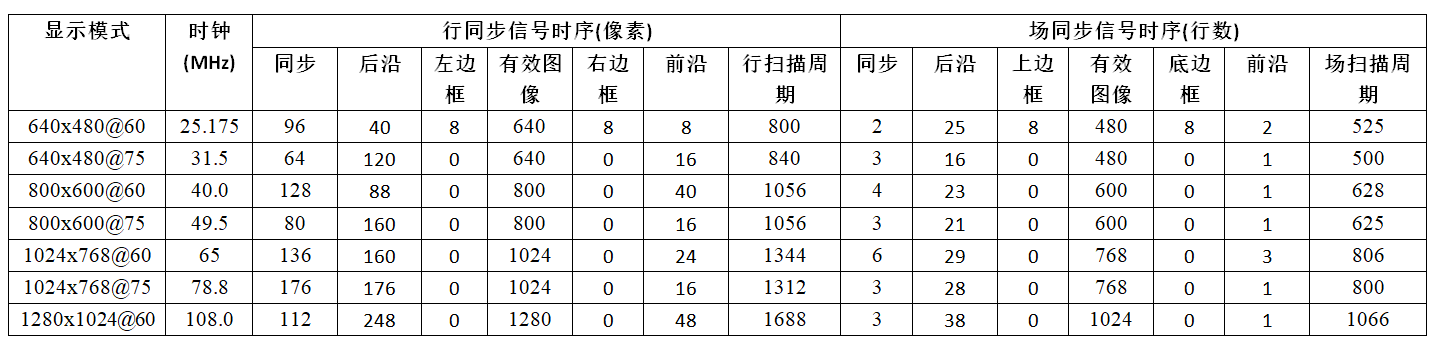 显示模式 时钟(MHz) 行同步信号时序(像素) 场同步信号时序(行数)
同步 后沿 左边框 有效图像 右边框 前沿 行扫描周期 同步 后沿 上边框 有效图像 底边框 前沿 场扫描周期
640x480@60 25.175 96 40 8 640 8 8 800 2 25 8 480 8 2 525
640x480@75 31.5 64 120 0 640 0 16 840 3 16 0 480 0 1 500
800x600@60 40.0 128 88 0 800 0 40 1056 4 23 0 600 0 1 628
800x600@75 49.5 80 160 0 800 0 16 1056 3 21 0 600 0 1 625
1024x768@60 65 136 160 0 1024 0 24 1344 6 29 0 768 0 3 806
1024x768@75 78.8 176 176 0 1024 0 16 1312 3 28 0 768 0 1 800
1280x1024@60 108.0 112 248 0 1280 0 48 1688 3 38 0 1024 0 1 1066